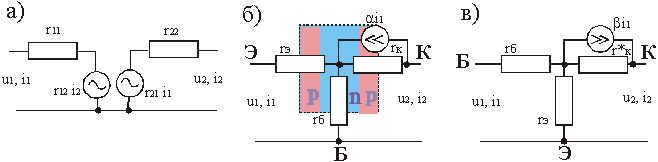 а)
r11
r22
u1, i1
r12 i2
r21 i1
u2, i2
б)
αi1
Э
rэ
rк
К
u1, i1
p
n
p
u2, i2
rб
Б
в)
βi1
Б
rб
r*к
К
u1, i1
u2, i2
rэ
Э